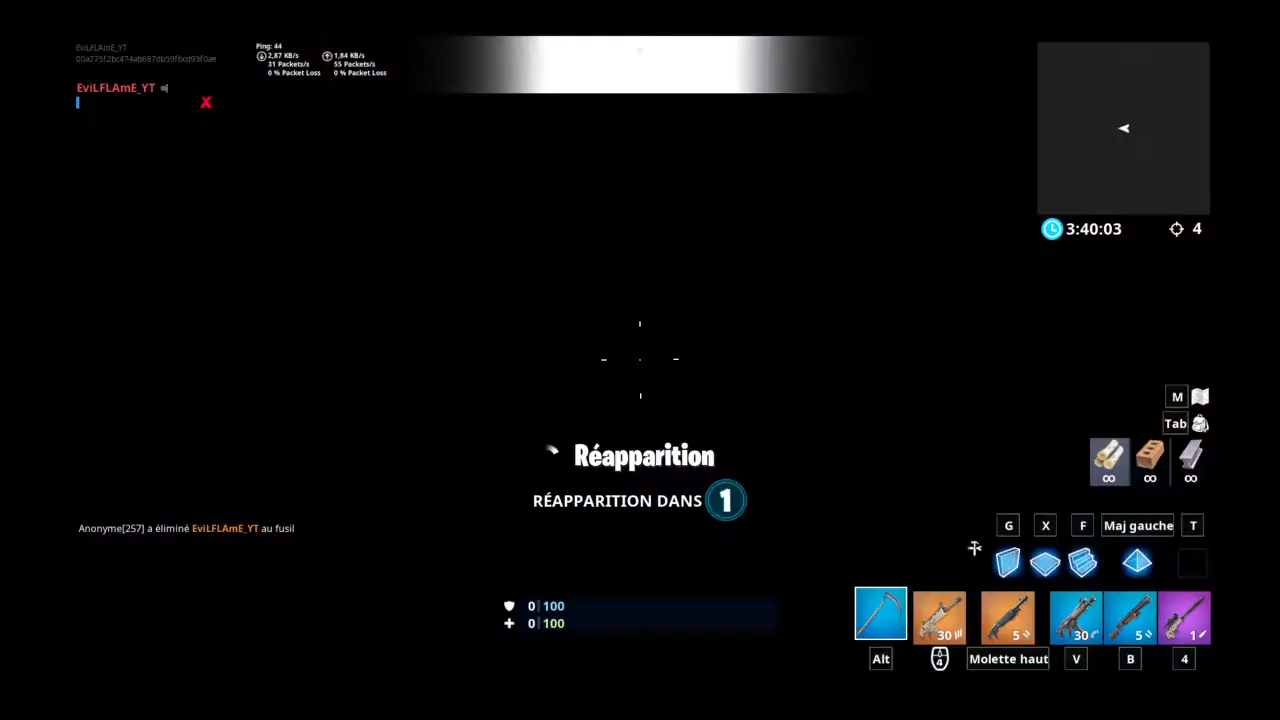 EviLFLAmE_YT
Ping: 44
2,87 KB/s 1,84 KB/s
31 Packets/s 55 Packets/s
0 % Packet Loss 0 % Packet Loss
EviLFLAmE_YT
X
3:40:03 4
M
Tab
∞ ∞ ∞
Réapparition
RÉAPPARITION DANS 1
Anonyme[257] a éliminé EviLFLAmE_YT au fusil
G X F Maj gauche T
0 | 100
0 | 100
30 5 30 5 1
Alt 4 Molette haut V B 4